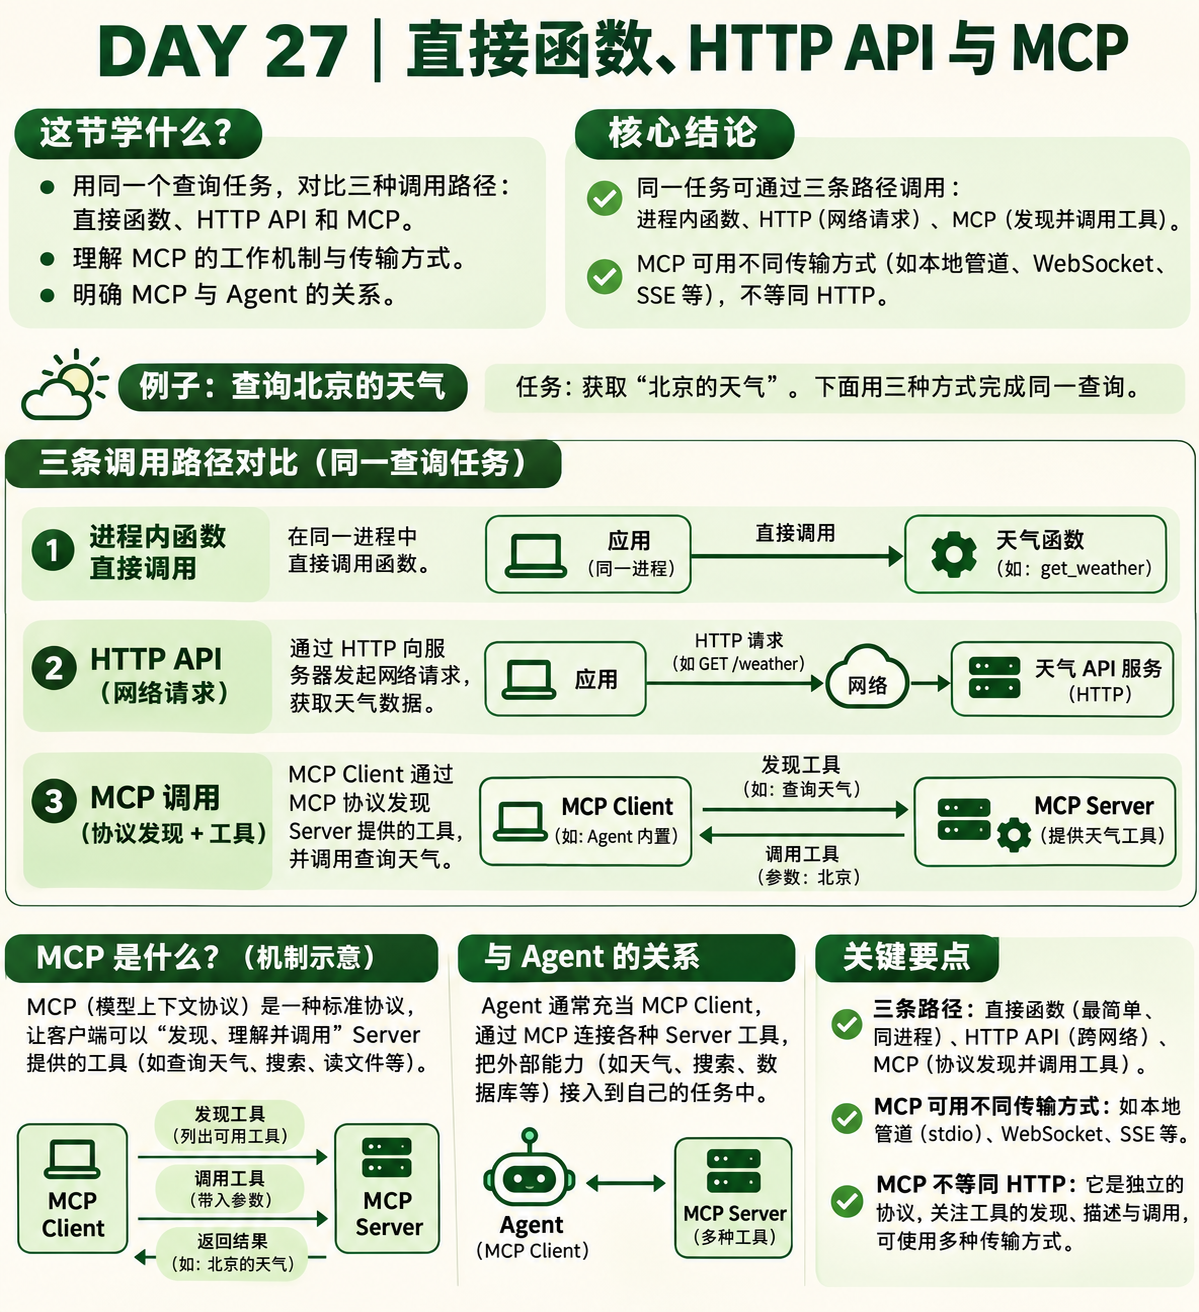 DAY 27 | 直接函数、HTTP API 与 MCP
这节学什么？
● 用同一个查询任务，对比三种调用路径：
直接函数、HTTP API 和 MCP。
● 理解 MCP 的工作机制与传输方式。
● 明确 MCP 与 Agent 的关系。
核心结论
同一任务可通过三条路径调用：
进程内函数、HTTP（网络请求）、MCP（发现并调用工具）。
MCP 可用不同传输方式（如本地管道、WebSocket、
SSE 等），不等同 HTTP。
例子：查询北京的天气
任务：获取“北京的天气”。下面用三种方式完成同一查询。
三条调用路径对比（同一查询任务）
1 进程内函数
直接调用
在同一进程中
直接调用函数。
应用
（同一进程）
直接调用
天气函数
（如：get_weather）
2 HTTP API
（网络请求）
通过 HTTP 向服
务器发起网络请求，
获取天气数据。
应用
HTTP 请求
（如 GET /weather）
网络
天气 API 服务
（HTTP）
3 MCP 调用
（协议发现 + 工具）
MCP Client 通过
MCP 协议发现
Server 提供的工具，
并调用查询天气。
MCP Client
（如：Agent 内置）
发现工具
（如：查询天气）
调用工具
（参数：北京）
MCP Server
（提供天气工具）
MCP 是什么？（机制示意）
MCP（模型上下文协议）是一种标准协议，
让客户端可以“发现、理解并调用”Server
提供的工具（如查询天气、搜索、读文件等）。
MCP
Client
发现工具
（列出可用工具）
调用工具
（带入参数）
返回结果
（如：北京的天气）
MCP
Server
与 Agent 的关系
Agent 通常充当 MCP Client，
通过 MCP 连接各种 Server 工具，
把外部能力（如天气、搜索、数
据库等）接入到自己的任务中。
Agent
（MCP Client）
MCP Server
（多种工具）
关键要点
三条路径：直接函数（最简单、
同进程）、HTTP API（跨网络）、
MCP（协议发现并调用工具）。
MCP 可用不同传输方式：如本地
管道（stdio）、WebSocket、SSE 等。
MCP 不等同 HTTP：它是独立的
协议，关注工具的发现、描述与调用，
可使用多种传输方式。